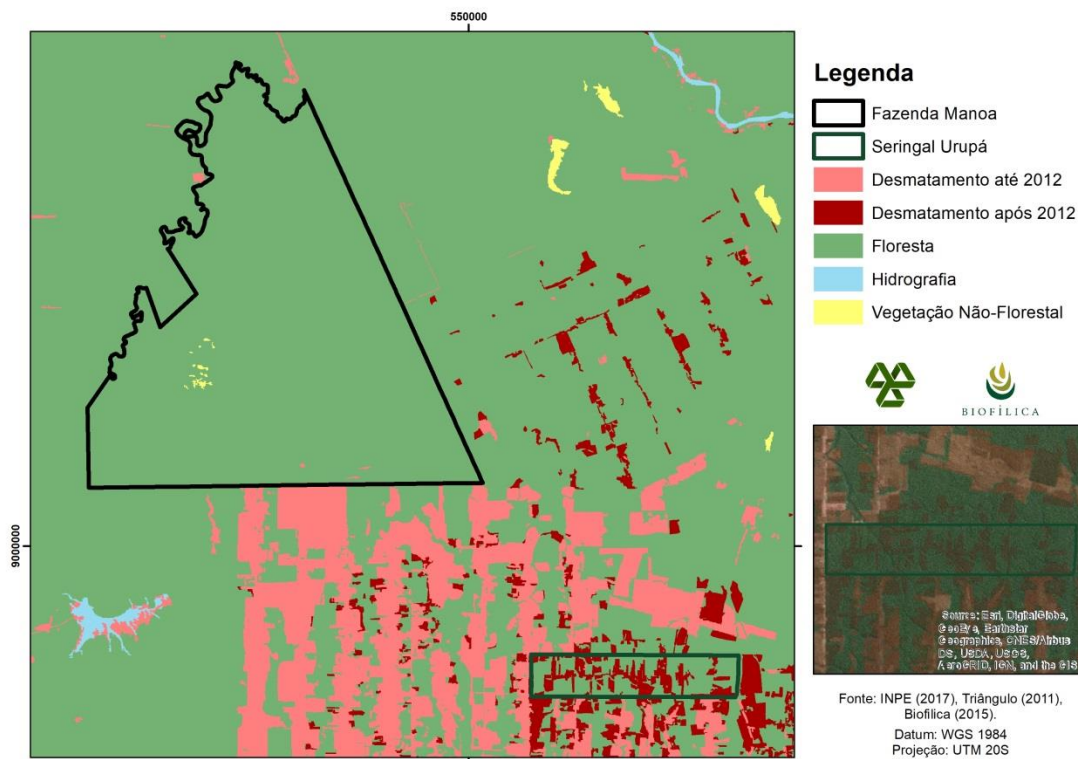 550000
9000000
Legenda
Fazenda Manoa
Seringal Urupá
Desmatamento até 2012
Desmatamento após 2012
Floresta
Hidrografia
Vegetação Não-Florestal
BIOFÍLICA
Source: Esri, DigitalGlobe,
GeoEye, Earthstar
Geographics, CNES/Airbus
DS, USDA, USGS,
AeroGRID, IGN, and the GIS
Fonte: INPE (2017), Triângulo (2011),
Biofílica (2015).
Datum: WGS 1984
Projeção: UTM 20S